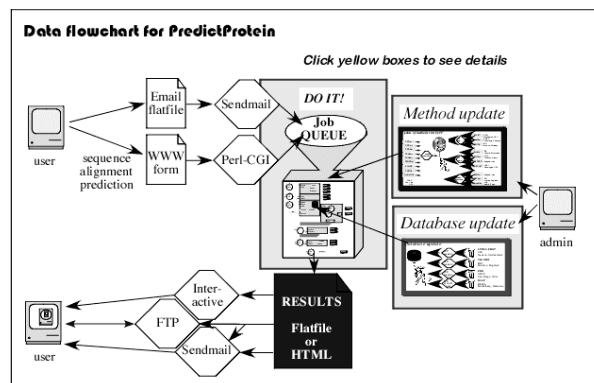 Data flowchart for PredictProtein
Click yellow boxes to see details
Email
flatfile
Sendmail
DO IT!
Job
QUEUE
Method update
user
sequence
alignment
prediction
WWW
form
Perl-CGI
Database update
admin
Inter-
active
RESULTS
Flatfile
or
HTML
FTP
Sendmail
user